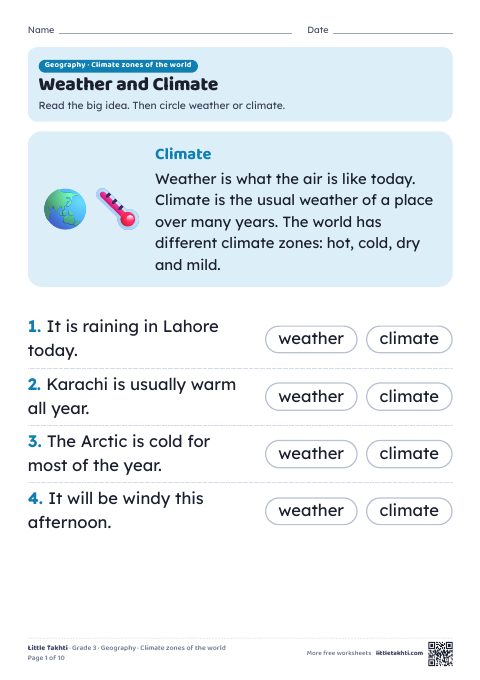 Name Date
Geography · Climate zones of the world
Weather and Climate
Read the big idea. Then circle weather or climate.
Climate
Weather is what the air is like today.
Climate is the usual weather of a place
over many years. The world has
different climate zones: hot, cold, dry
and mild.
1. It is raining in Lahore
today.
weather climate
2. Karachi is usually warm
all year.
weather climate
3. The Arctic is cold for
most of the year.
weather climate
4. It will be windy this
afternoon.
weather climate
Little Takhti · Grade 3 · Geography · Climate zones of the world
Page 1 of 10
More free worksheets littletakhti.com